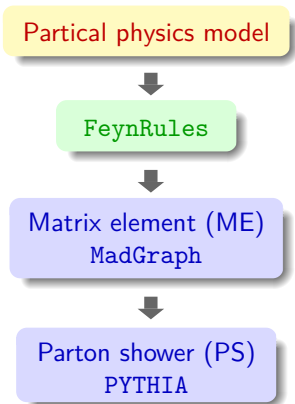 Partical physics model
FeynRules
Matrix element (ME)
MadGraph
Parton shower (PS)
PYTHIA